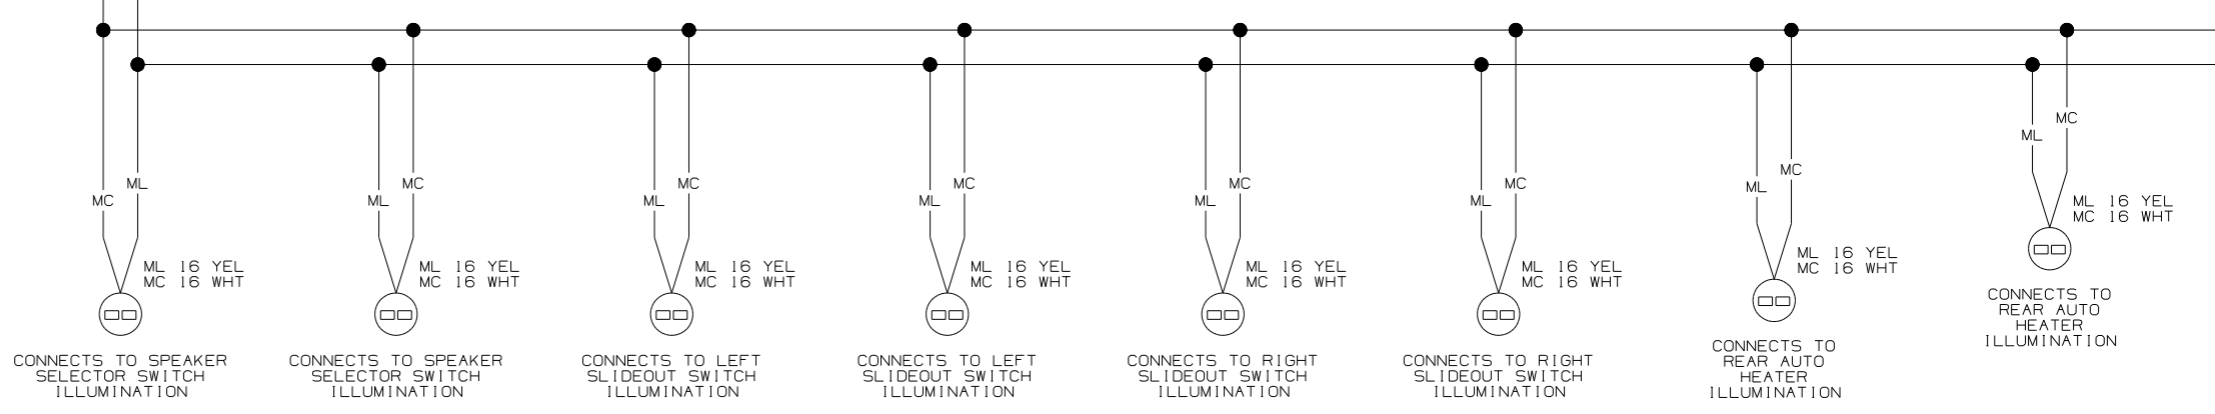 MC
ML
ML 16 YEL
MC 16 WHT
CONNECTS TO SPEAKER
SELECTOR SWITCH
ILLUMINATION
ML
MC
ML 16 YEL
MC 16 WHT
CONNECTS TO SPEAKER
SELECTOR SWITCH
ILLUMINATION
ML
MC
ML 16 YEL
MC 16 WHT
CONNECTS TO LEFT
SLIDEOUT SWITCH
ILLUMINATION
ML
MC
ML 16 YEL
MC 16 WHT
CONNECTS TO LEFT
SLIDEOUT SWITCH
ILLUMINATION
ML
MC
ML 16 YEL
MC 16 WHT
CONNECTS TO RIGHT
SLIDEOUT SWITCH
ILLUMINATION
ML
MC
ML 16 YEL
MC 16 WHT
CONNECTS TO RIGHT
SLIDEOUT SWITCH
ILLUMINATION
ML
MC
ML 16 YEL
MC 16 WHT
CONNECTS TO
REAR AUTO
HEATER
ILLUMINATION
ML
MC
ML 16 YEL
MC 16 WHT
CONNECTS TO
REAR AUTO
HEATER
ILLUMINATION